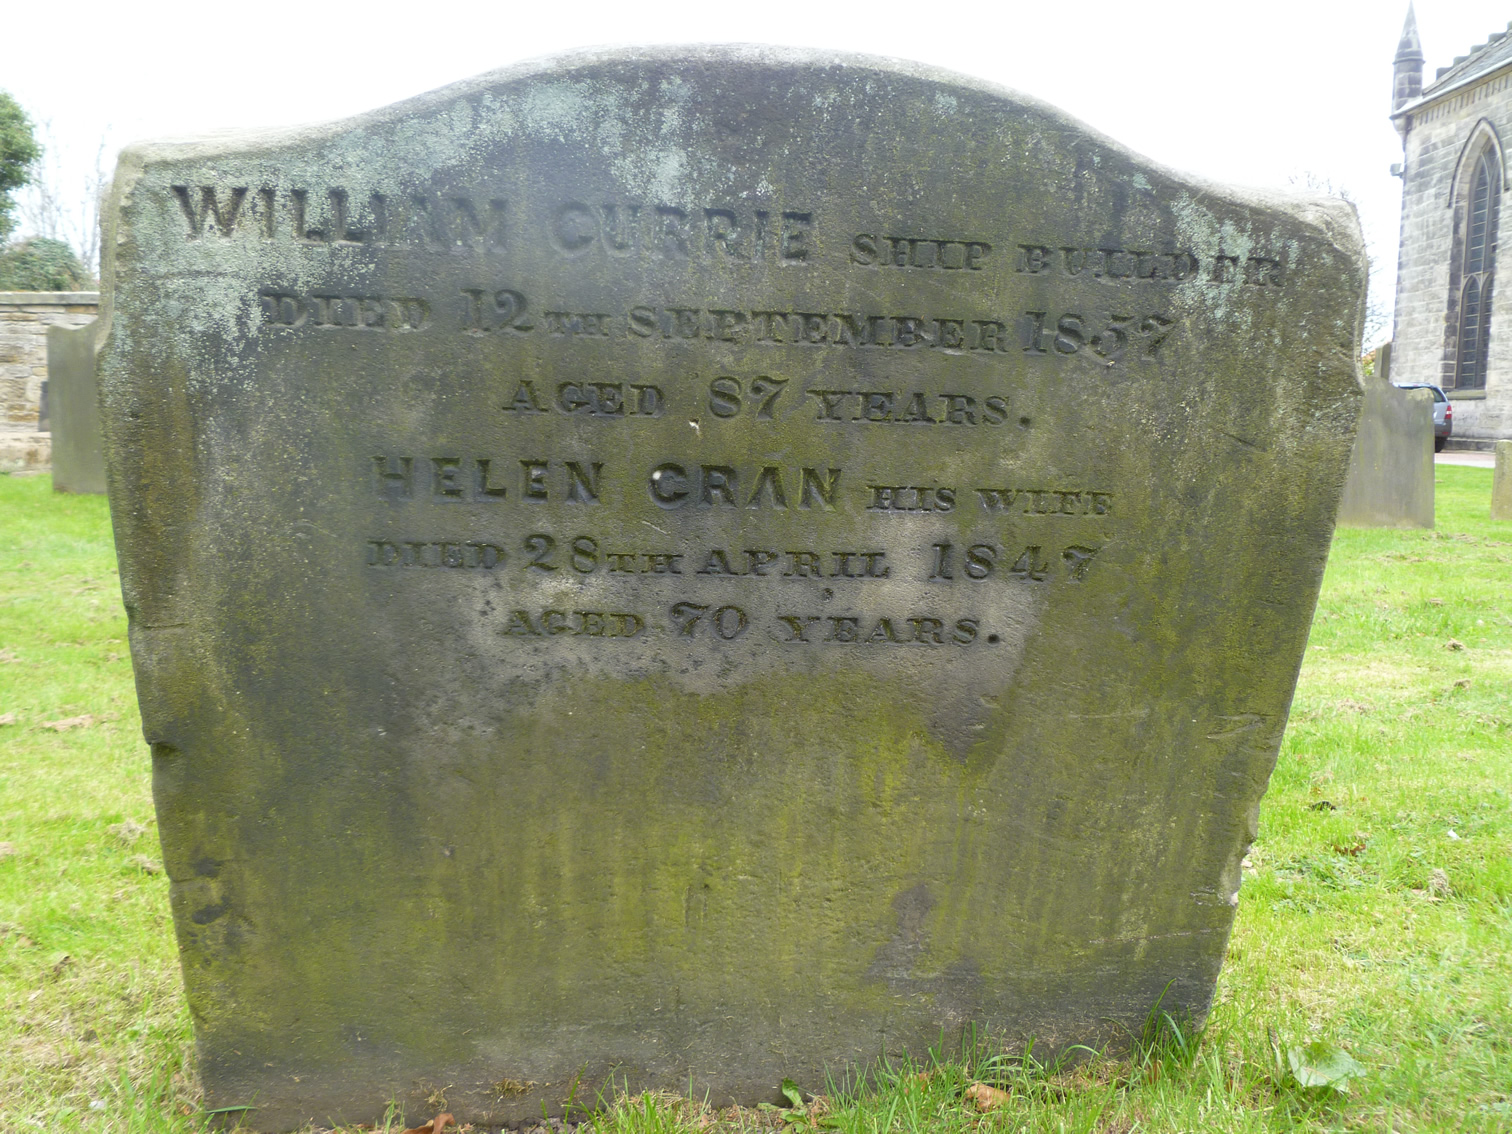 WILLIAM CURRIE SHIP BUILDER
DIED 12TH SEPTEMBER 1857
AGED 87 YEARS.
HELEN GRAN HIS WIFE
DIED 28TH APRIL 1847
AGED 70 YEARS.